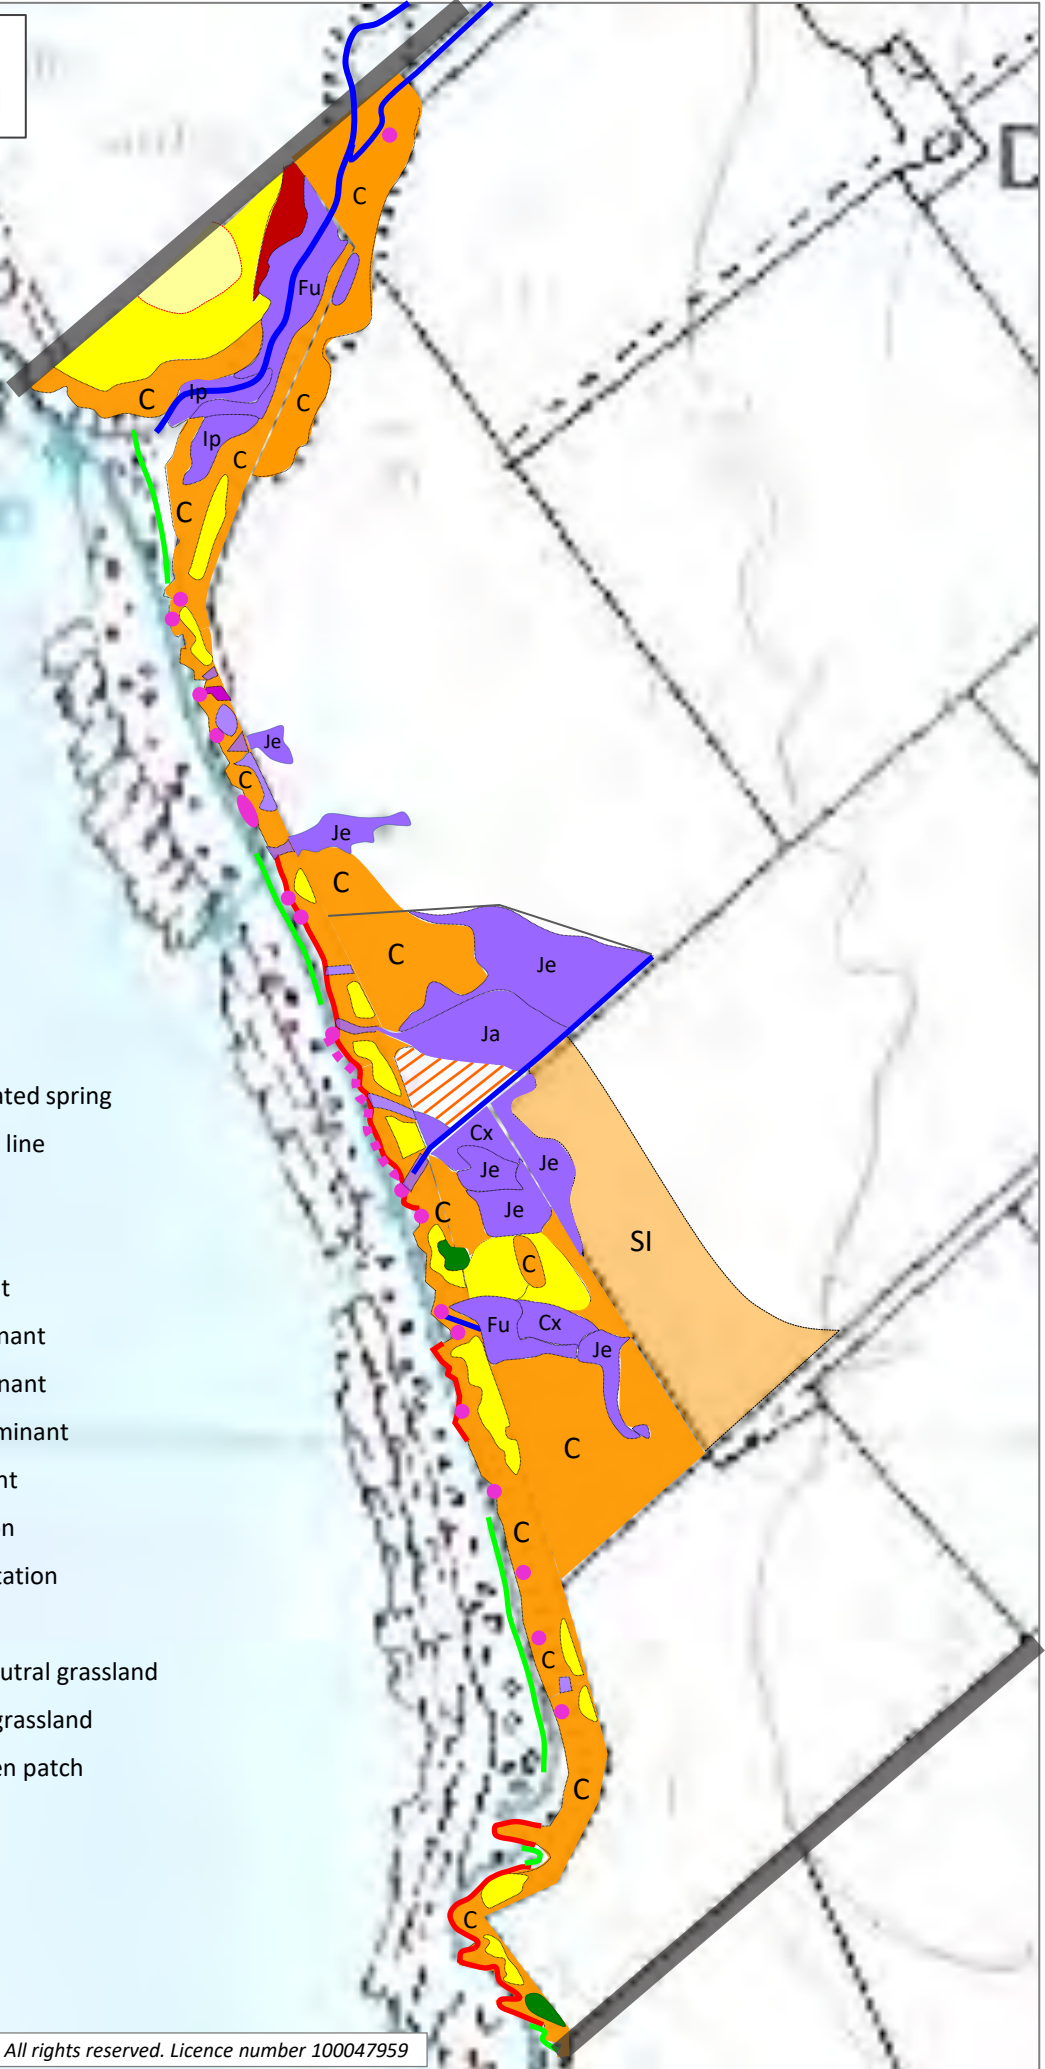 D
C
Fu
Ip
C
C
Ip
C
C
Je
C
Je
C
C
Je
Ja
Cx
Je
Je
C
Je
SI
C
Fu
Cx
Je
C
C
C
C
C
ted spring
line
t
nant
nant
minant
nt
n
tation
utral grassland
grassland
en patch
All rights reserved. Licence number 100047959